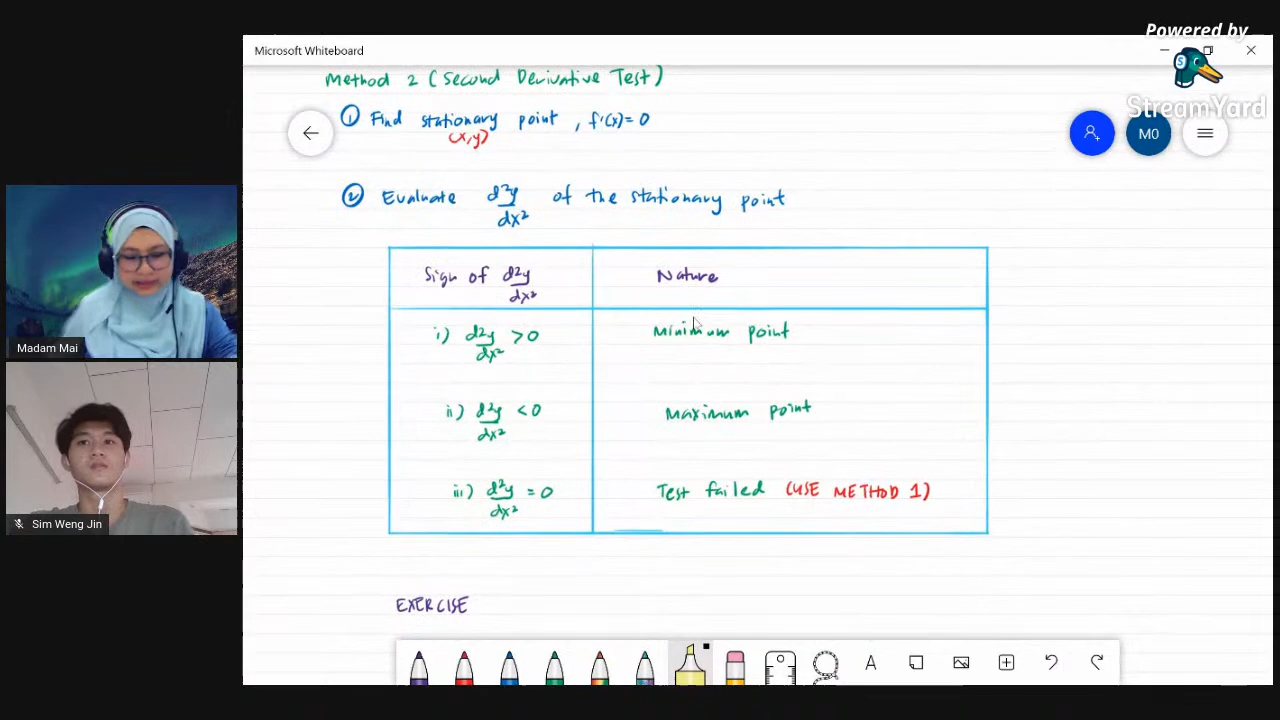 Powered by
StreamYard
Microsoft Whiteboard
Method 2 (Second Derivative Test)
① Find stationary point, f'(x) = 0
(x,y)
M0
② Evaluate d²y/dx² of the stationary point
Sign of d²y/dx² Nature
i) d²y/dx² > 0 Minimum point
ii) d²y/dx² < 0 Maximum point
iii) d²y/dx² = 0 Test failed (USE METHOD 1)
EXERCISE
A
Madam Mai
Sim Weng Jin